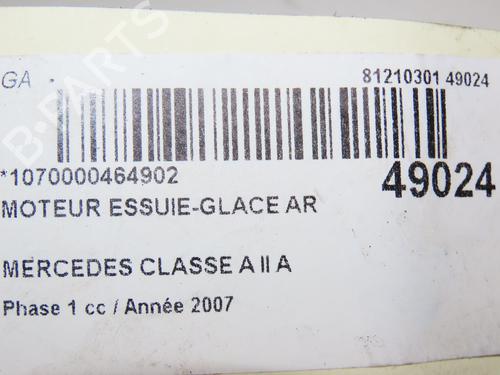 GA
81210301 49024
*1070000464902
49024
MOTEUR ESSUIE-GLACE AR
MERCEDES CLASSE A II A
Phase 1 cc / Année 2007
B-PARTS